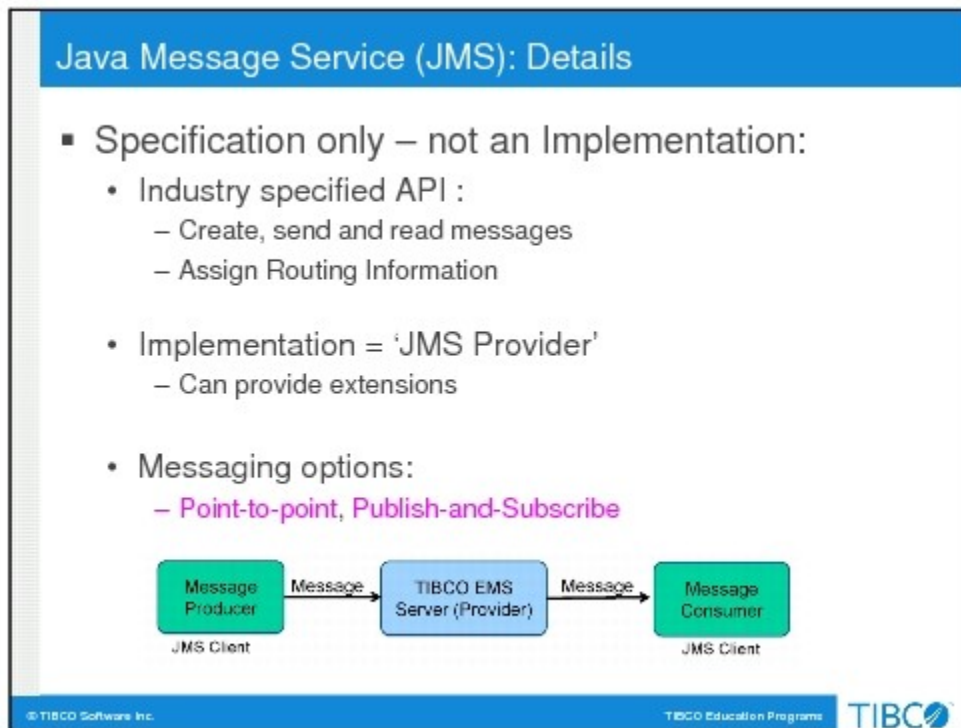 Java Message Service (JMS): Details
▪ Specification only – not an Implementation:
• Industry specified API :
– Create, send and read messages
– Assign Routing Information
• Implementation = ‘JMS Provider’
– Can provide extensions
• Messaging options:
– Point-to-point, Publish-and-Subscribe
Message
Producer
Message
TIBCO EMS
Server (Provider)
Message
Message
Consumer
JMS Client
JMS Client
© TIBCO Software Inc.
TIBCO Education Programs
TIBCO